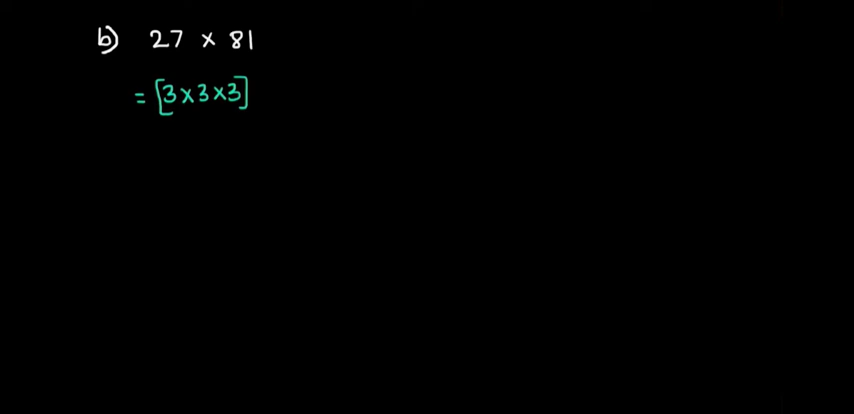 b) 27 × 81
= [3 × 3 × 3]